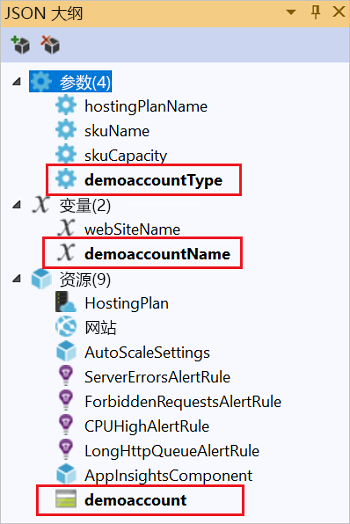 JSON 大纲
参数(4)
hostingPlanName
skuName
skuCapacity
demoaccountType
变量(2)
webSiteName
demoaccountName
资源(9)
HostingPlan
网站
AutoScaleSettings
ServerErrorsAlertRule
ForbiddenRequestsAlertRule
CPUHighAlertRule
LongHttpQueueAlertRule
AppInsightsComponent
demoaccount